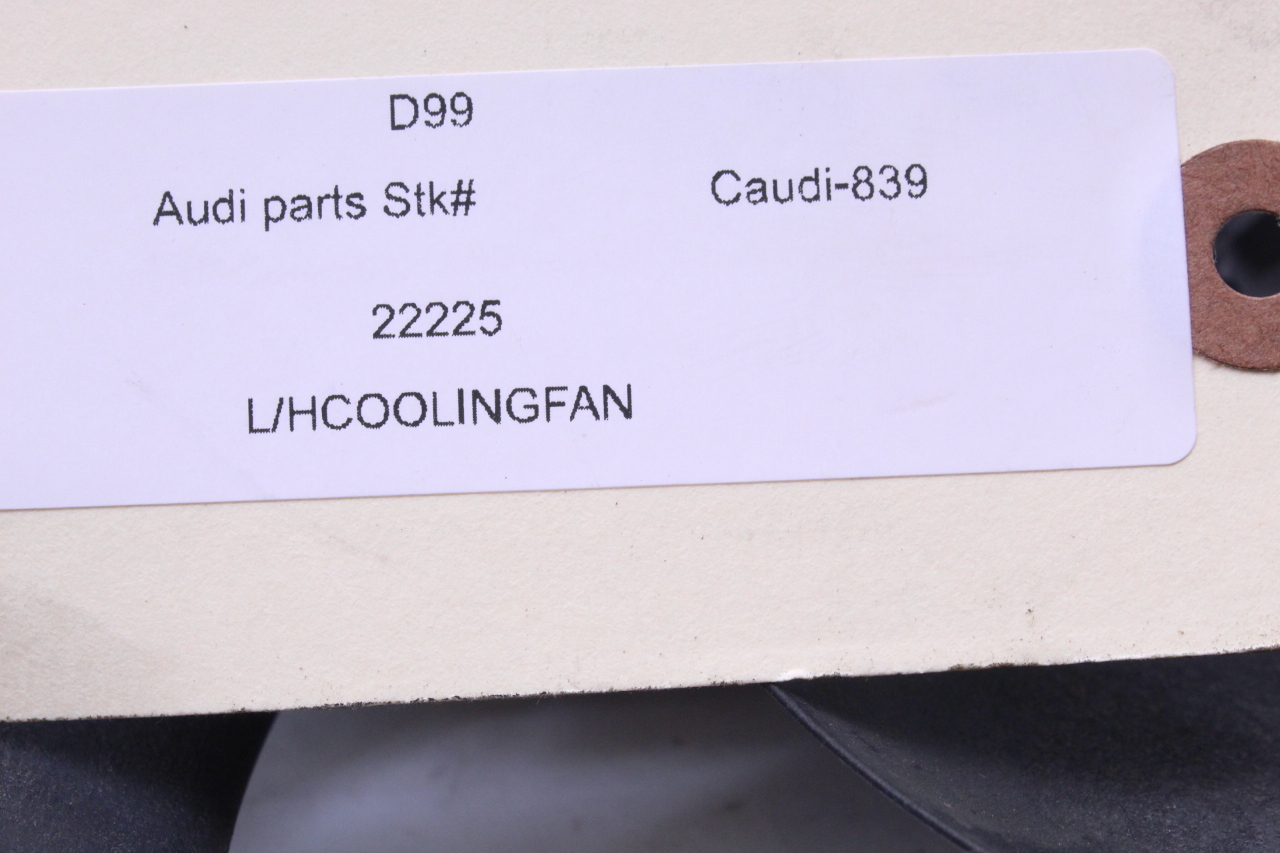 D99
Audi parts Stk# Caudi-839
22225
L/HCOOLINGFAN